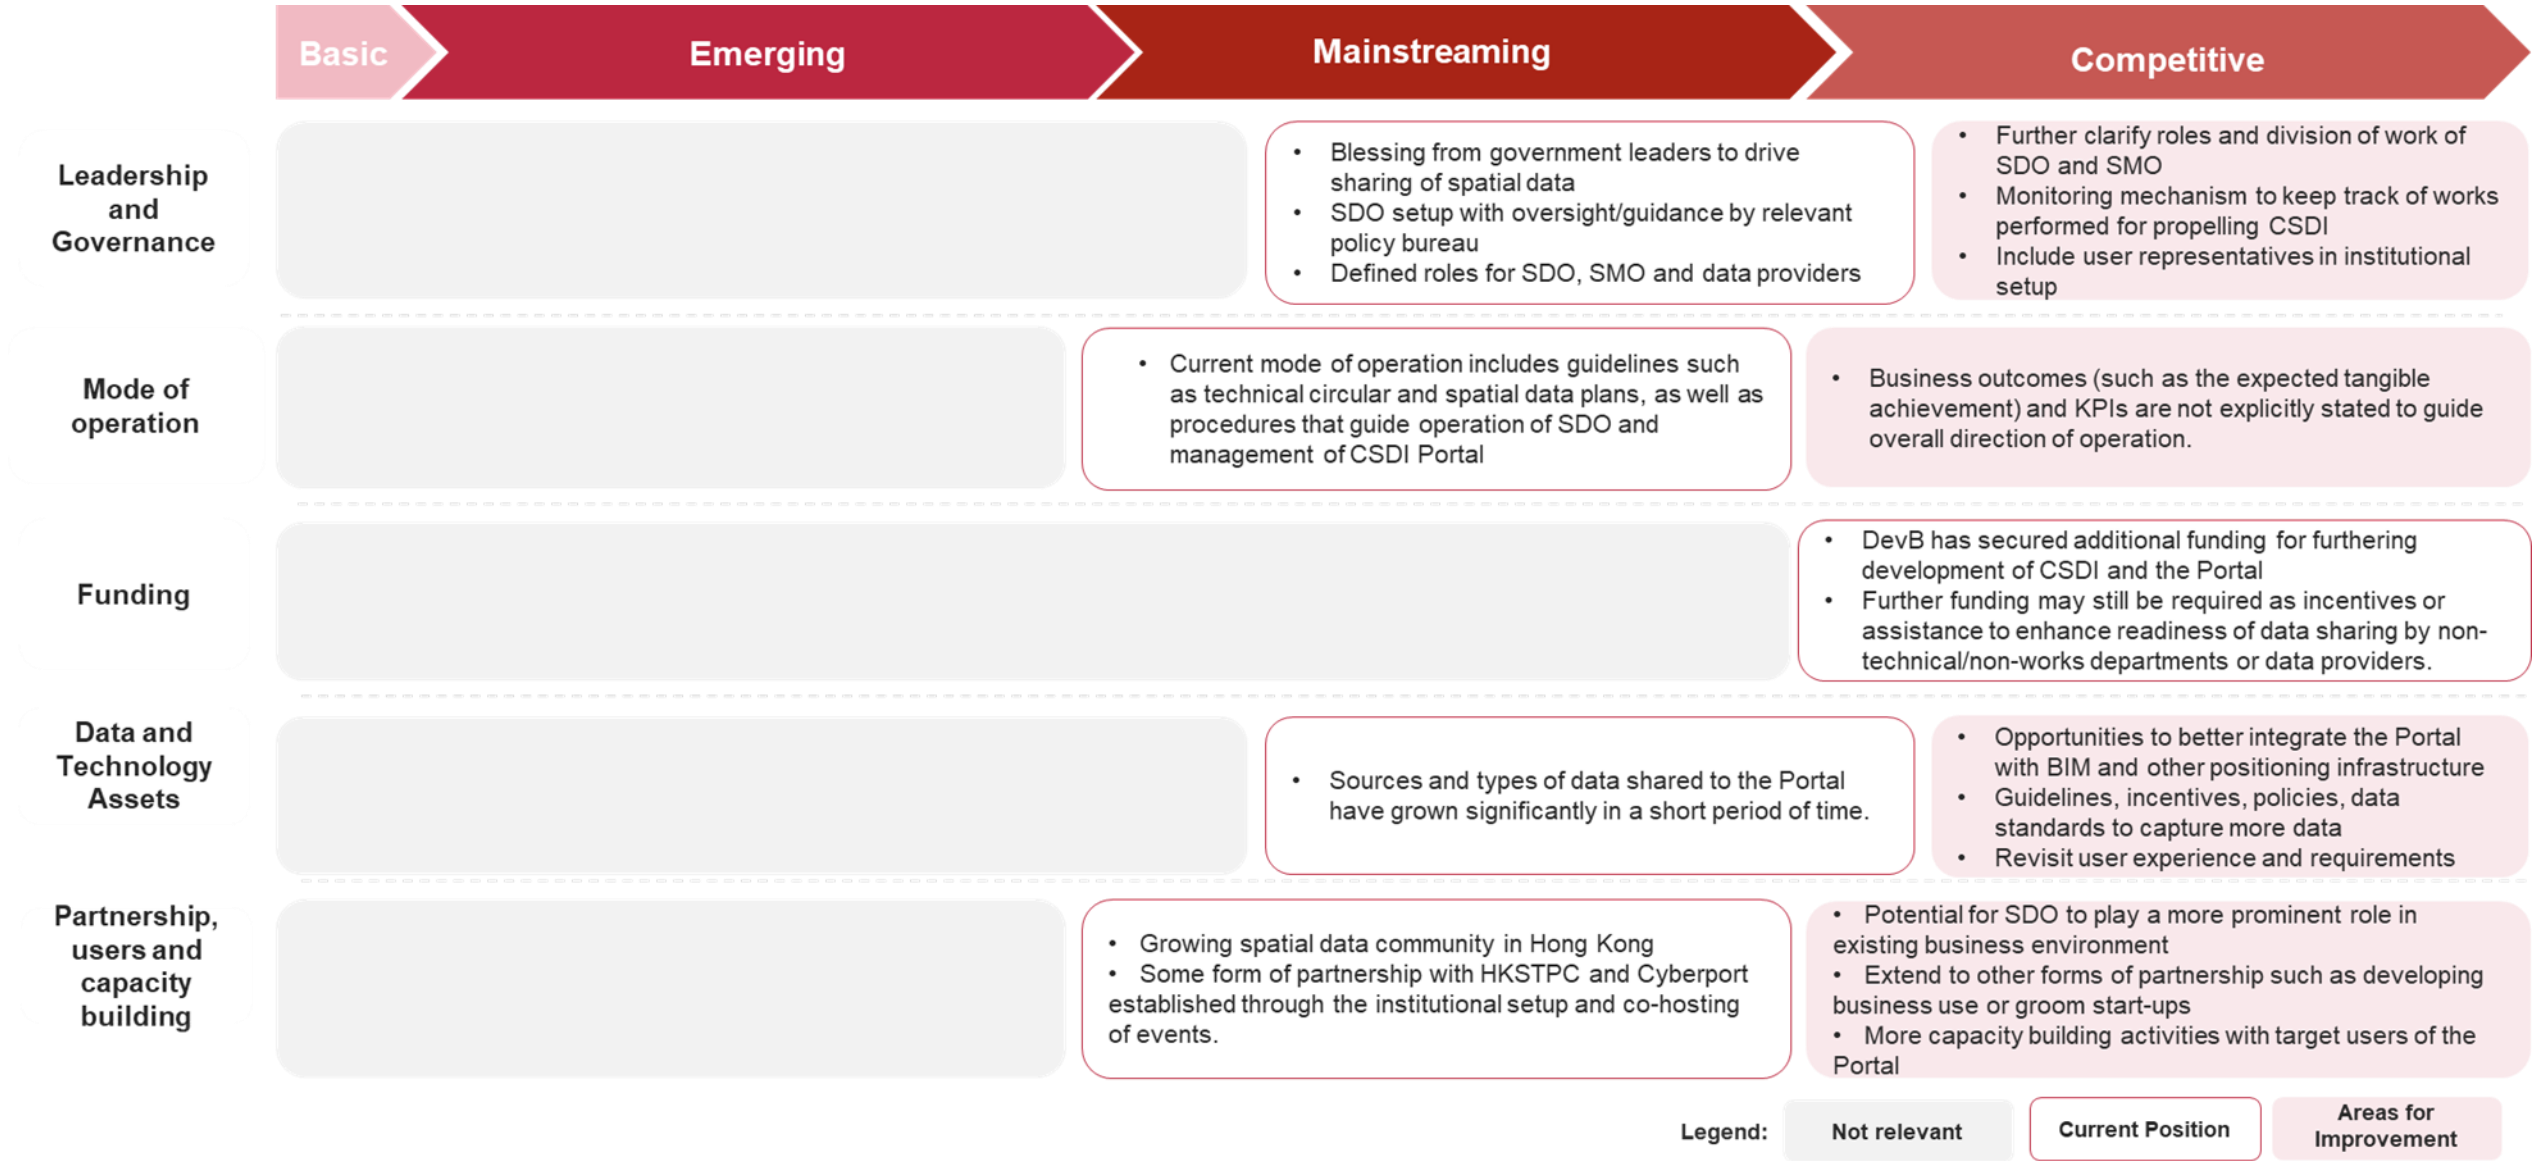 Basic
Emerging
Mainstreaming
Competitive
Leadership
and
Governance
• Blessing from government leaders to drive
sharing of spatial data
• SDO setup with oversight/guidance by relevant
policy bureau
• Defined roles for SDO, SMO and data providers
• Further clarify roles and division of work of
SDO and SMO
• Monitoring mechanism to keep track of works
performed for propelling CSDI
• Include user representatives in institutional
setup
Mode of
operation
• Current mode of operation includes guidelines such
as technical circular and spatial data plans, as well as
procedures that guide operation of SDO and
management of CSDI Portal
• Business outcomes (such as the expected tangible
achievement) and KPIs are not explicitly stated to guide
overall direction of operation.
Funding
• DevB has secured additional funding for furthering
development of CSDI and the Portal
• Further funding may still be required as incentives or
assistance to enhance readiness of data sharing by non-
technical/non-works departments or data providers.
Data and
Technology
Assets
• Sources and types of data shared to the Portal
have grown significantly in a short period of time.
• Opportunities to better integrate the Portal
with BIM and other positioning infrastructure
• Guidelines, incentives, policies, data
standards to capture more data
• Revisit user experience and requirements
Partnership,
users and
capacity
building
• Growing spatial data community in Hong Kong
• Some form of partnership with HKSTPC and Cyberport
established through the institutional setup and co-hosting
of events.
• Potential for SDO to play a more prominent role in
existing business environment
• Extend to other forms of partnership such as developing
business use or groom start-ups
• More capacity building activities with target users of the
Portal
Legend:
Not relevant
Current Position
Areas for
Improvement